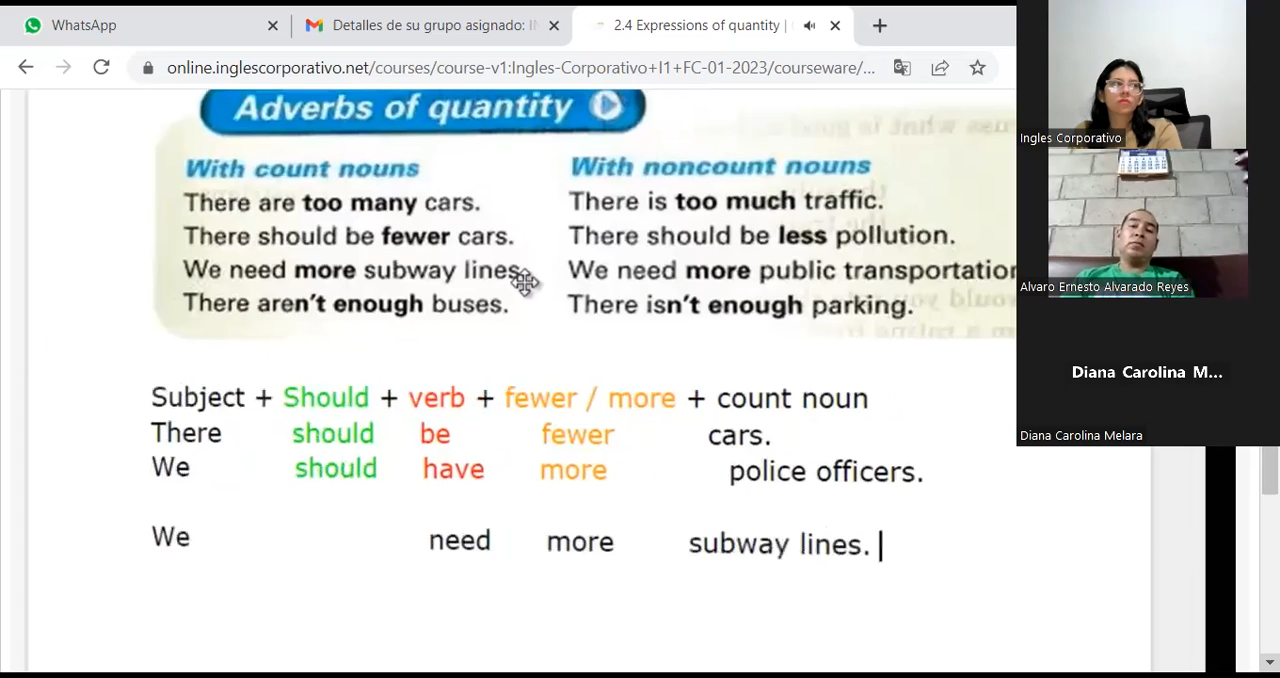 WhatsApp
Detalles de su grupo asignado: IN
2.4 Expressions of quantity |
online.inglescorporativo.net/courses/course-v1:Ingles-Corporativo+I1+FC-01-2023/courseware/...
Adverbs of quantity
With count nouns
There are too many cars.
There should be fewer cars.
We need more subway lines.
There aren't enough buses.
With noncount nouns
There is too much traffic.
There should be less pollution.
We need more public transportation
There isn't enough parking.
Subject + Should + verb + fewer / more + count noun
There should be fewer cars.
We should have more police officers.
We need more subway lines.
Ingles Corporativo
Alvaro Ernesto Alvarado Reyes
Diana Carolina M...
Diana Carolina Melara